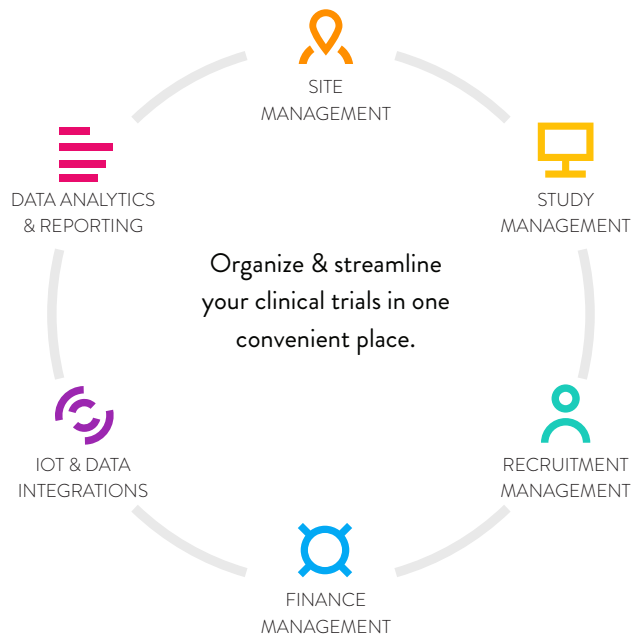 SITE
MANAGEMENT
STUDY
MANAGEMENT
RECRUITMENT
MANAGEMENT
FINANCE
MANAGEMENT
IOT & DATA
INTEGRATIONS
DATA ANALYTICS
& REPORTING
Organize & streamline
your clinical trials in one
convenient place.